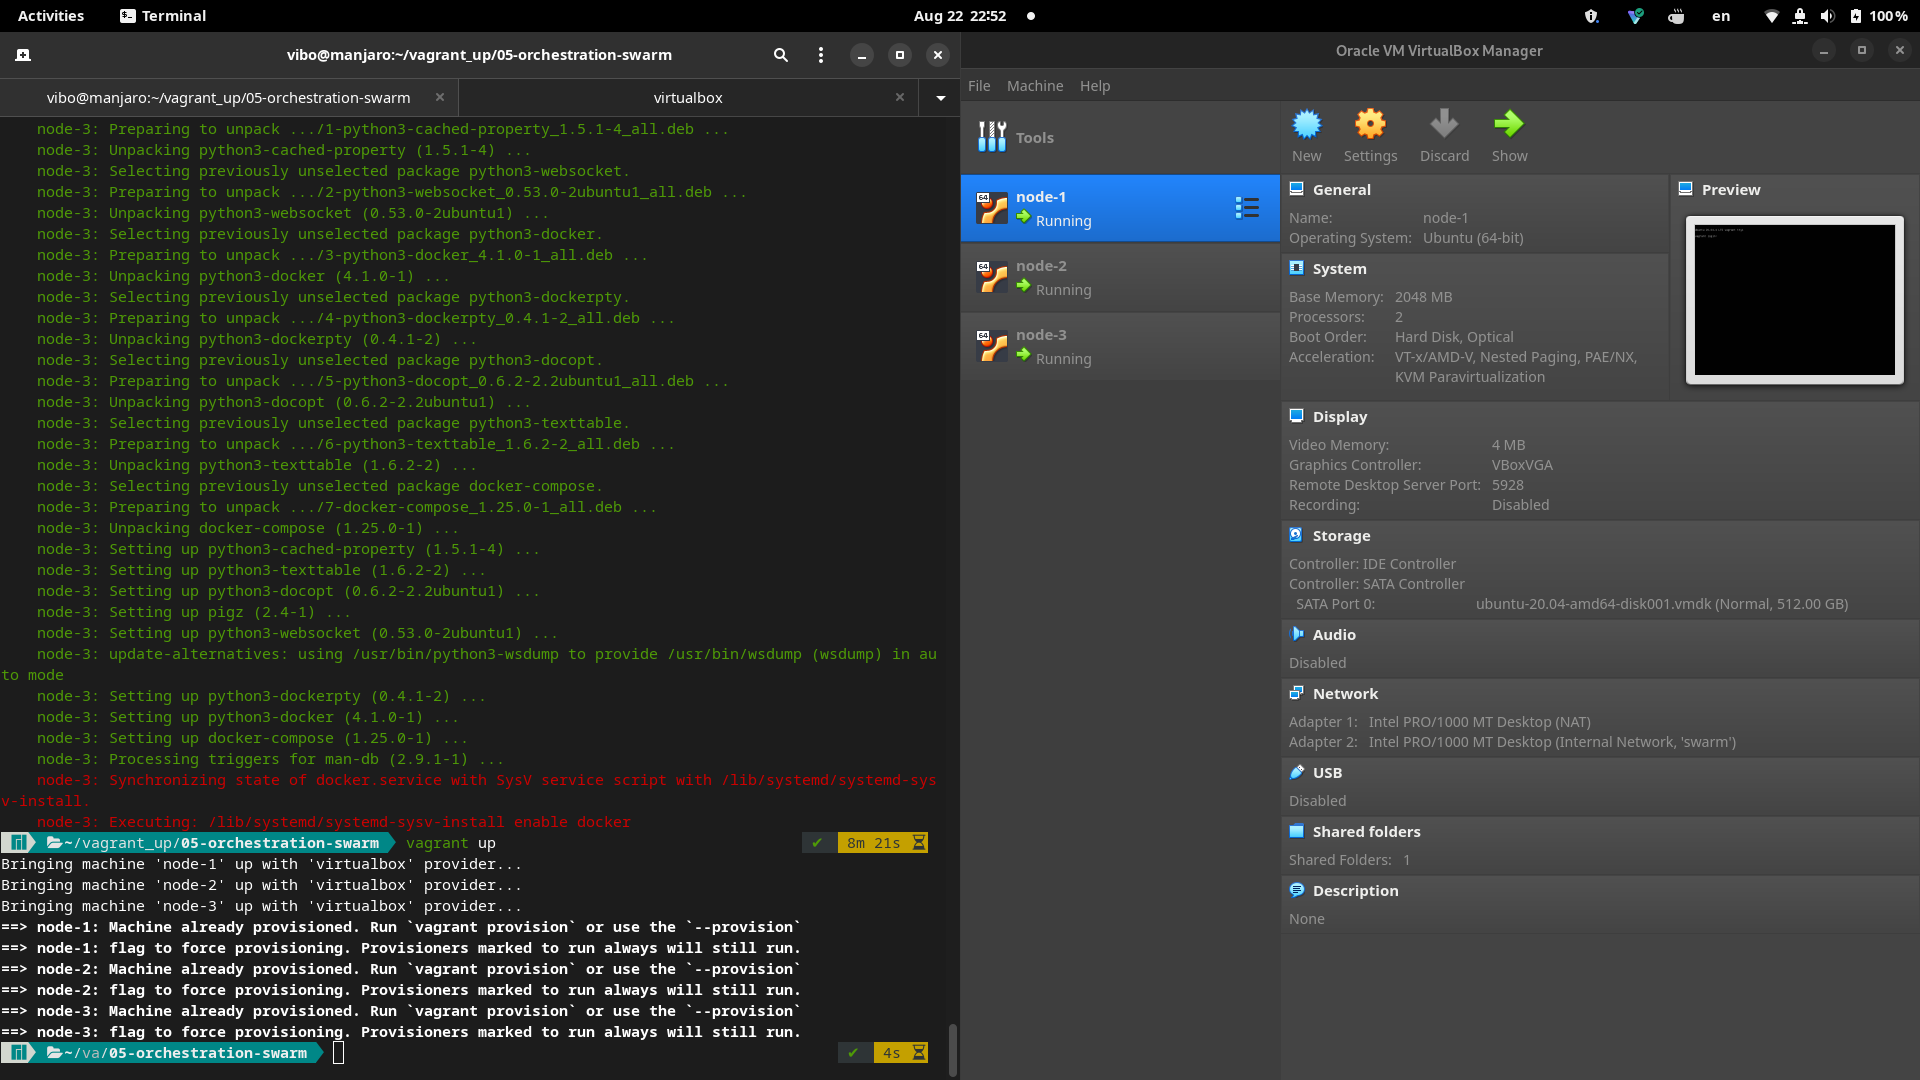 Activities
Terminal
Aug 22 22:52
en
100 %
vibo@manjaro:~/vagrant_up/05-orchestration-swarm
vibo@manjaro:~/vagrant_up/05-orchestration-swarm
virtualbox
node-3: Preparing to unpack .../1-python3-cached-property_1.5.1-4_all.deb ...
node-3: Unpacking python3-cached-property (1.5.1-4) ...
node-3: Selecting previously unselected package python3-websocket.
node-3: Preparing to unpack .../2-python3-websocket_0.53.0-2ubuntu1_all.deb ...
node-3: Unpacking python3-websocket (0.53.0-2ubuntu1) ...
node-3: Selecting previously unselected package python3-docker.
node-3: Preparing to unpack .../3-python3-docker_4.1.0-1_all.deb ...
node-3: Unpacking python3-docker (4.1.0-1) ...
node-3: Selecting previously unselected package python3-dockerpty.
node-3: Preparing to unpack .../4-python3-dockerpty_0.4.1-2_all.deb ...
node-3: Unpacking python3-dockerpty (0.4.1-2) ...
node-3: Selecting previously unselected package python3-docopt.
node-3: Preparing to unpack .../5-python3-docopt_0.6.2-2.2ubuntu1_all.deb ...
node-3: Unpacking python3-docopt (0.6.2-2.2ubuntu1) ...
node-3: Selecting previously unselected package python3-texttable.
node-3: Preparing to unpack .../6-python3-texttable_1.6.2-2_all.deb ...
node-3: Unpacking python3-texttable (1.6.2-2) ...
node-3: Selecting previously unselected package docker-compose.
node-3: Preparing to unpack .../7-docker-compose_1.25.0-1_all.deb ...
node-3: Unpacking docker-compose (1.25.0-1) ...
node-3: Setting up python3-cached-property (1.5.1-4) ...
node-3: Setting up python3-texttable (1.6.2-2) ...
node-3: Setting up python3-docopt (0.6.2-2.2ubuntu1) ...
node-3: Setting up pigz (2.4-1) ...
node-3: Setting up python3-websocket (0.53.0-2ubuntu1) ...
node-3: update-alternatives: using /usr/bin/python3-wsdump to provide /usr/bin/wsdump (wsdump) in au
to mode
node-3: Setting up python3-dockerpty (0.4.1-2) ...
node-3: Setting up python3-docker (4.1.0-1) ...
node-3: Setting up docker-compose (1.25.0-1) ...
node-3: Processing triggers for man-db (2.9.1-1) ...
node-3: Synchronizing state of docker.service with SysV service script with /lib/systemd/systemd-sys
v-install.
node-3: Executing: /lib/systemd/systemd-sysv-install enable docker
~/vagrant_up/05-orchestration-swarm vagrant up ✔ 8m 21s
Bringing machine 'node-1' up with 'virtualbox' provider...
Bringing machine 'node-2' up with 'virtualbox' provider...
Bringing machine 'node-3' up with 'virtualbox' provider...
==> node-1: Machine already provisioned. Run `vagrant provision` or use the `--provision`
==> node-1: flag to force provisioning. Provisioners marked to run always will still run.
==> node-2: Machine already provisioned. Run `vagrant provision` or use the `--provision`
==> node-2: flag to force provisioning. Provisioners marked to run always will still run.
==> node-3: Machine already provisioned. Run `vagrant provision` or use the `--provision`
==> node-3: flag to force provisioning. Provisioners marked to run always will still run.
~/va/05-orchestration-swarm ✔ 4s
Oracle VM VirtualBox Manager
File Machine Help
Tools
node-1
Running
node-2
Running
node-3
Running
New
Settings
Discard
Show
General
Name: node-1
Operating System: Ubuntu (64-bit)
Preview
System
Base Memory: 2048 MB
Processors: 2
Boot Order: Hard Disk, Optical
Acceleration: VT-x/AMD-V, Nested Paging, PAE/NX,
KVM Paravirtualization
Display
Video Memory: 4 MB
Graphics Controller: VBoxVGA
Remote Desktop Server Port: 5928
Recording: Disabled
Storage
Controller: IDE Controller
Controller: SATA Controller
SATA Port 0: ubuntu-20.04-amd64-disk001.vmdk (Normal, 512.00 GB)
Audio
Disabled
Network
Adapter 1: Intel PRO/1000 MT Desktop (NAT)
Adapter 2: Intel PRO/1000 MT Desktop (Internal Network, 'swarm')
USB
Disabled
Shared folders
Shared Folders: 1
Description
None